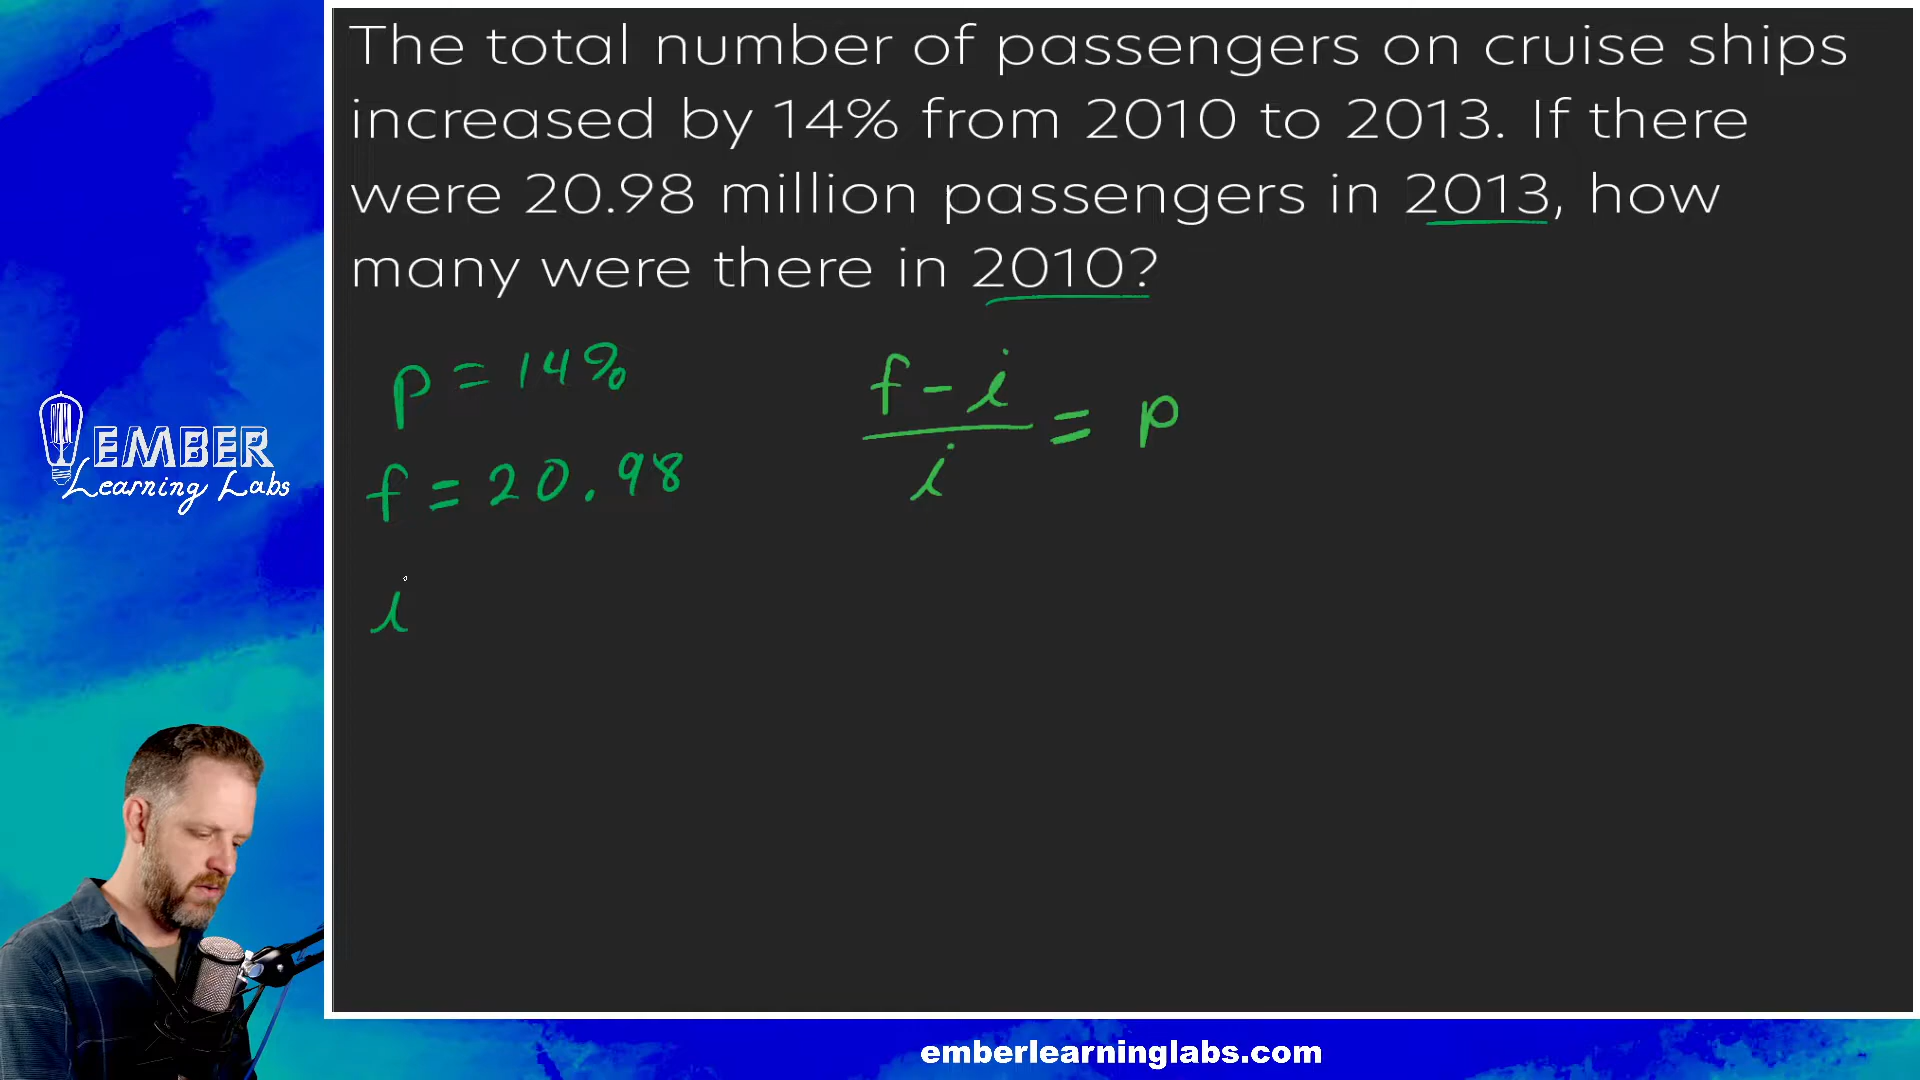 The total number of passengers on cruise ships
increased by 14% from 2010 to 2013. If there
were 20.98 million passengers in 2013, how
many were there in 2010?
p = 14%
f - i
= p
i
f = 20.98
i
EMBER
Learning Labs
emberlearninglabs.com